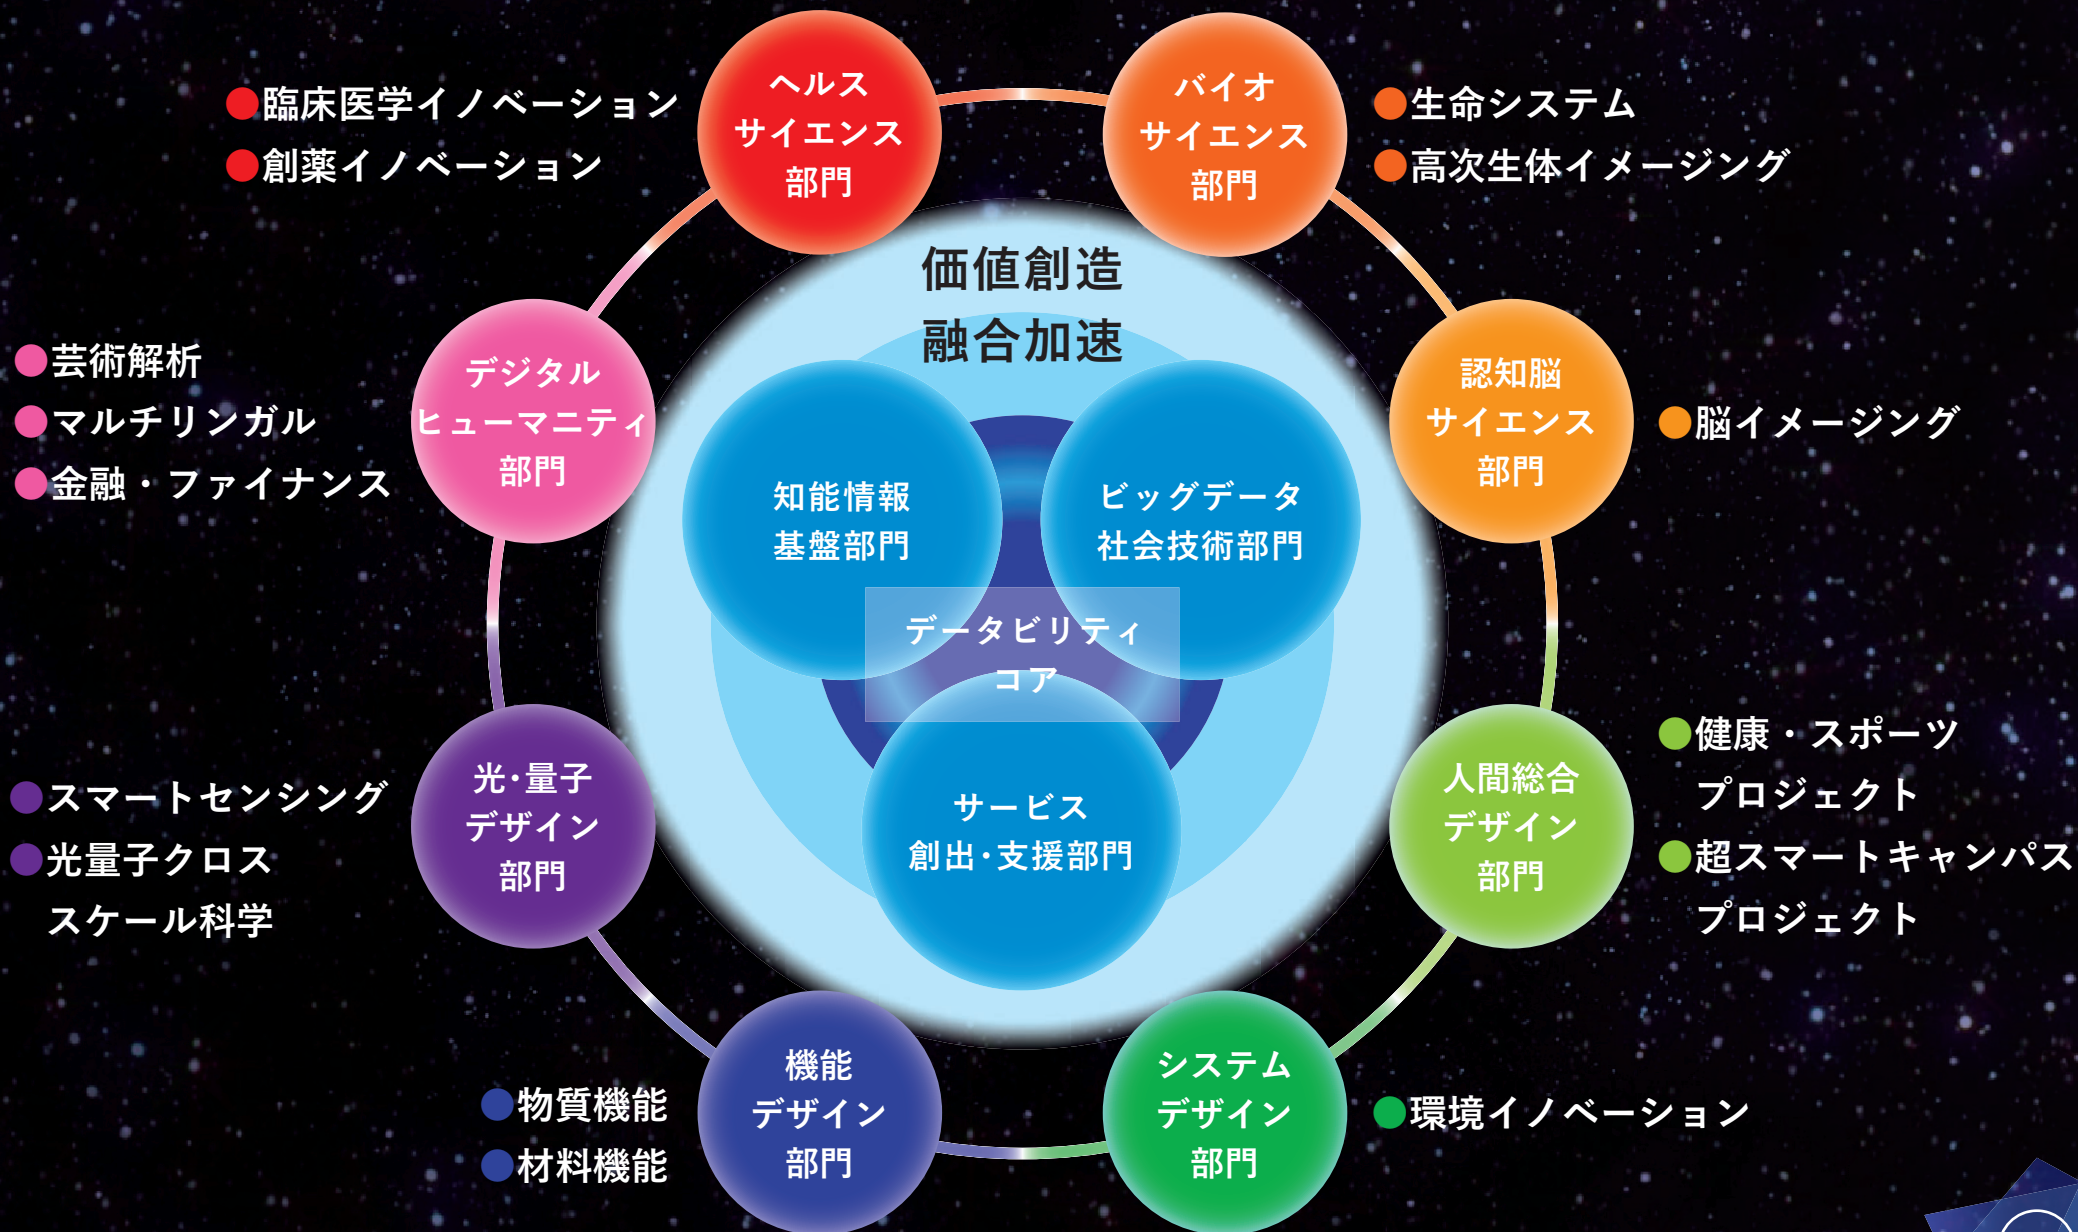 ヘルス
サイエンス
部門
●臨床医学イノベーション
●創薬イノベーション
バイオ
サイエンス
部門
●生命システム
●高次生体イメージング
価値創造
融合加速
デジタル
ヒューマニティ
部門
●芸術解析
●マルチリンガル
●金融・ファイナンス
認知脳
サイエンス
部門
●脳イメージング
知能情報
基盤部門
ビッグデータ
社会技術部門
データビリティ
コア
サービス
創出・支援部門
光・量子
デザイン
部門
●スマートセンシング
●光量子クロス
スケール科学
人間総合
デザイン
部門
●健康・スポーツ
プロジェクト
●超スマートキャンパス
プロジェクト
機能
デザイン
部門
●物質機能
●材料機能
システム
デザイン
部門
●環境イノベーション